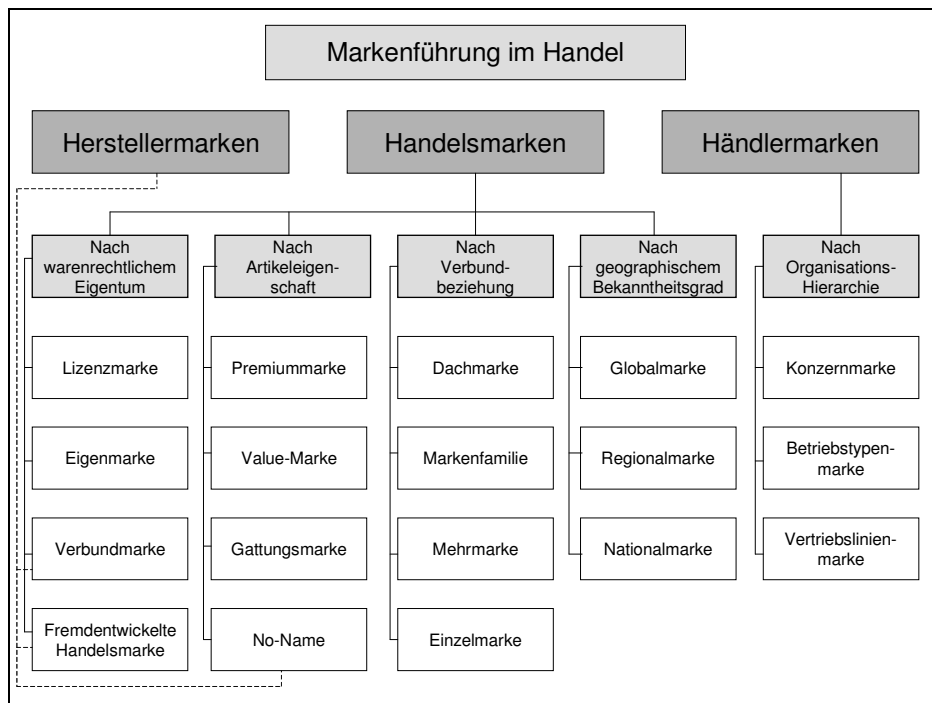 Markenführung im Handel
Herstellermarken
Handelsmarken
Händlermarken
Nach
warenrechtlichem
Eigentum
Nach
Artikeleigen-
schaft
Nach
Verbund-
beziehung
Nach
geographischem
Bekanntheitsgrad
Nach
Organisations-
Hierarchie
Lizenzmarke
Premiummarke
Dachmarke
Globalmarke
Konzernmarke
Eigenmarke
Value-Marke
Markenfamilie
Regionalmarke
Betriebstypen-
marke
Verbundmarke
Gattungsmarke
Mehrmarke
Nationalmarke
Vertriebslinien-
marke
Fremdentwickelte
Handelsmarke
No-Name
Einzelmarke